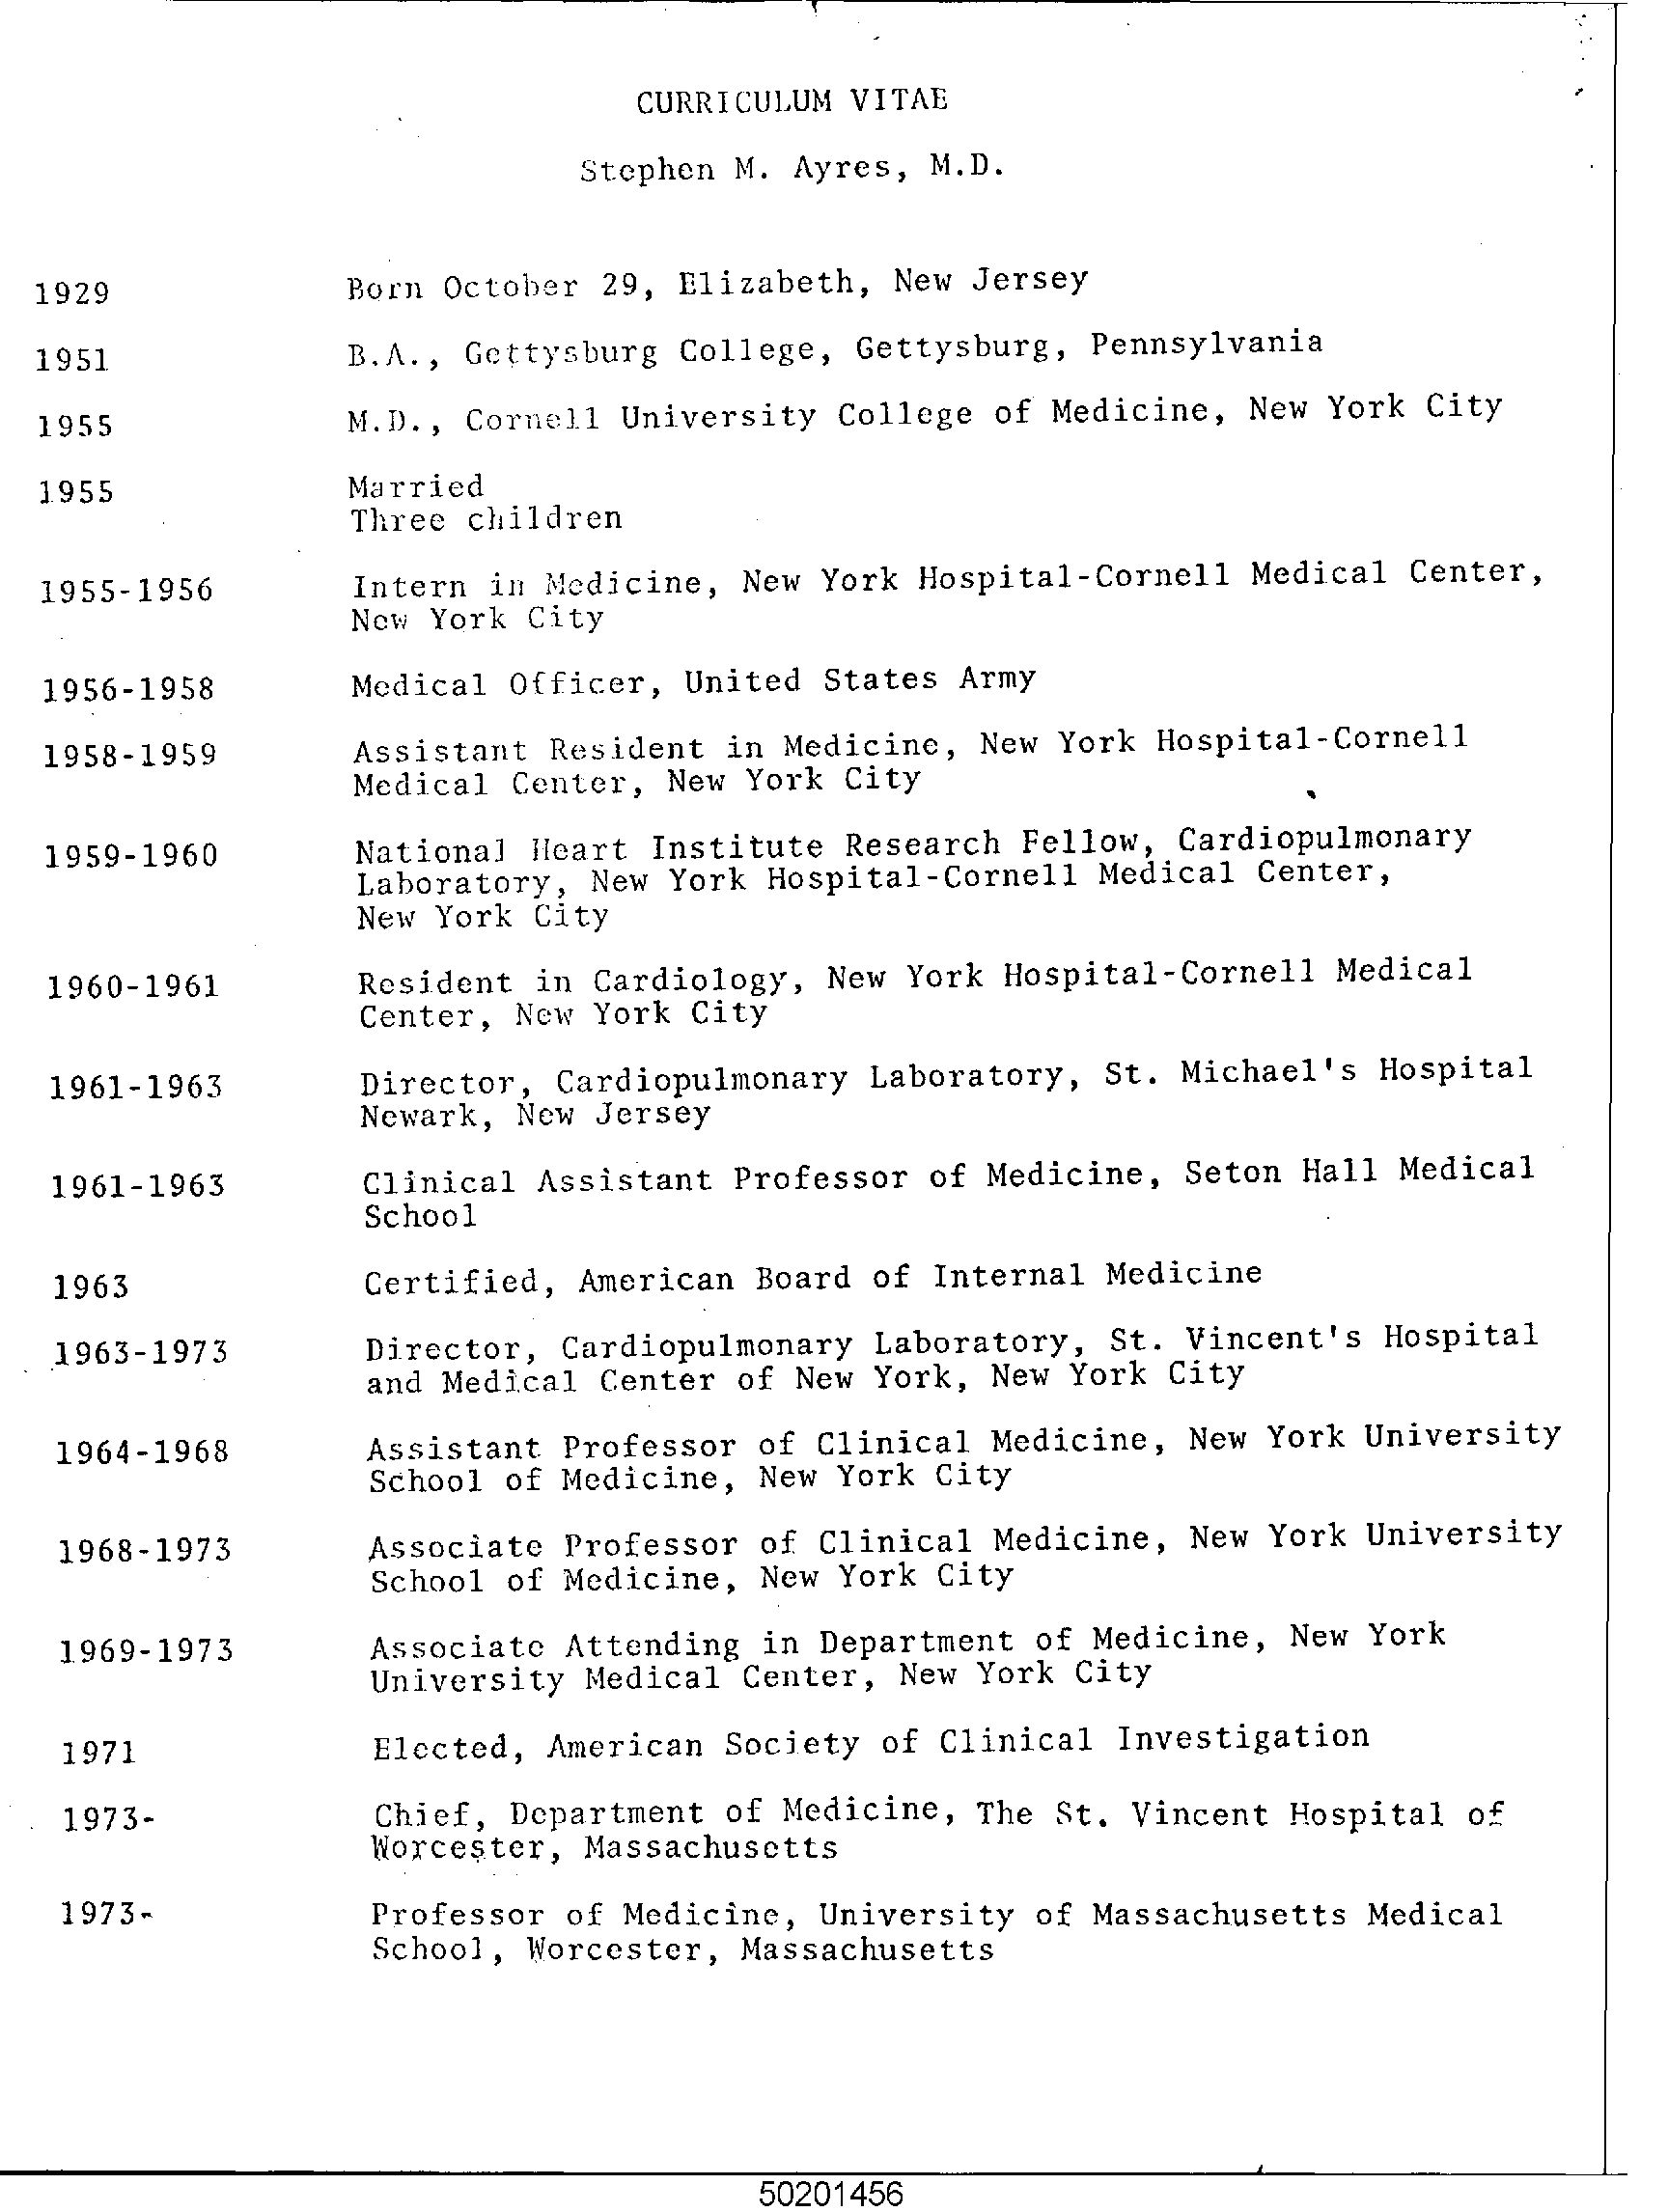 CURRICULUM VITAE
Stephen M. Ayres, M.D.
1929 Born October 29, Elizabeth, New Jersey
1951 B.A., Gettysburg College, Gettysburg, Pennsylvania
1955 M.D., Cornell University College of Medicine, New York City
1955 Married
Three children
1955-1956 Intern in Medicine, New York Hospital-Cornell Medical Center,
New York City
1956-1958 Medical Officer, United States Army
1958-1959 Assistant Resident in Medicine, New York Hospital-Cornell
Medical Center, New York City
1959-1960 National Heart Institute Research Fellow, Cardiopulmonary
Laboratory, New York Hospital-Cornell Medical Center,
New York City
1960-1961 Resident in Cardiology, New York Hospital-Cornell Medical
Center, New York City
1961-1963 Director, Cardiopulmonary Laboratory, St. Michael's Hospital
Newark, New Jersey
1961-1963 Clinical Assistant Professor of Medicine, Seton Hall Medical
School
1963 Certified, American Board of Internal Medicine
1963-1973 Director, Cardiopulmonary Laboratory, St. Vincent's Hospital
and Medical Center of New York, New York City
1964-1968 Assistant Professor of Clinical Medicine, New York University
School of Medicine, New York City
1968-1973 Associate Professor of Clinical Medicine, New York University
School of Medicine, New York City
1969-1973 Associate Attending in Department of Medicine, New York
University Medical Center, New York City
1971 Elected, American Society of Clinical Investigation
1973- Chief, Department of Medicine, The St. Vincent Hospital of
Worcester, Massachusetts
1973- Professor of Medicine, University of Massachusetts Medical
School, Worcester, Massachusetts
50201456